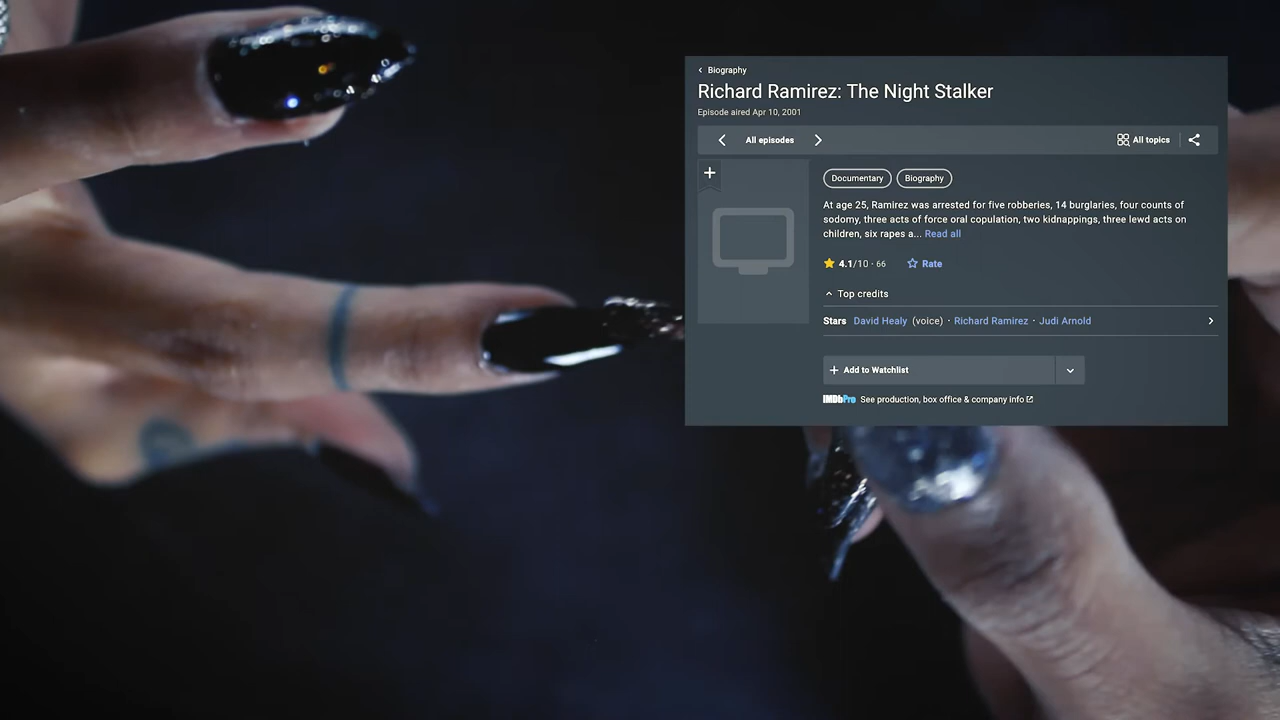 Biography
Richard Ramirez: The Night Stalker
Episode aired Apr 10, 2001
All episodes
All topics
Documentary
Biography
At age 25, Ramirez was arrested for five robberies, 14 burglaries, four counts of
sodomy, three acts of force oral copulation, two kidnappings, three lewd acts on
children, six rapes a... Read all
4.1/10 · 66 Rate
Top credits
Stars David Healy (voice) · Richard Ramirez · Judi Arnold
Add to Watchlist
IMDbPro See production, box office & company info